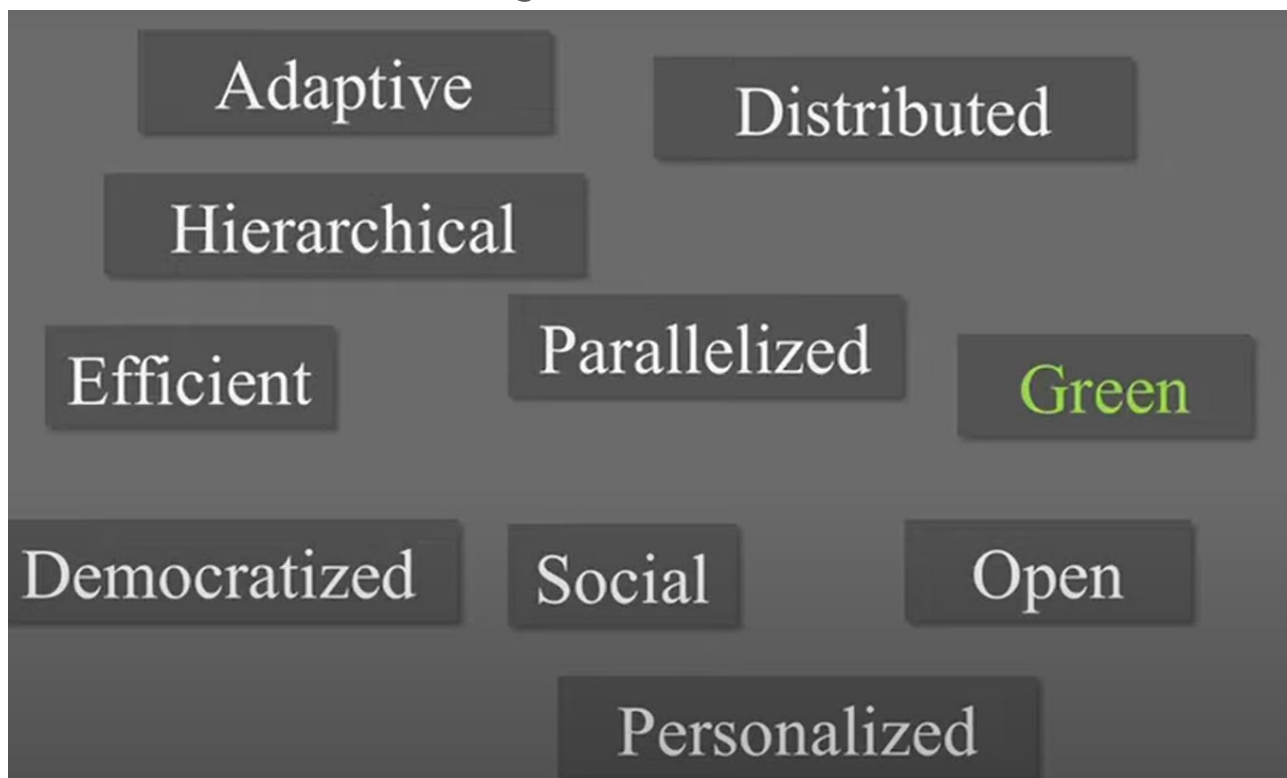 Adaptive
Distributed
Hierarchical
Parallelized
Efficient
Green
Democratized
Social
Open
Personalized